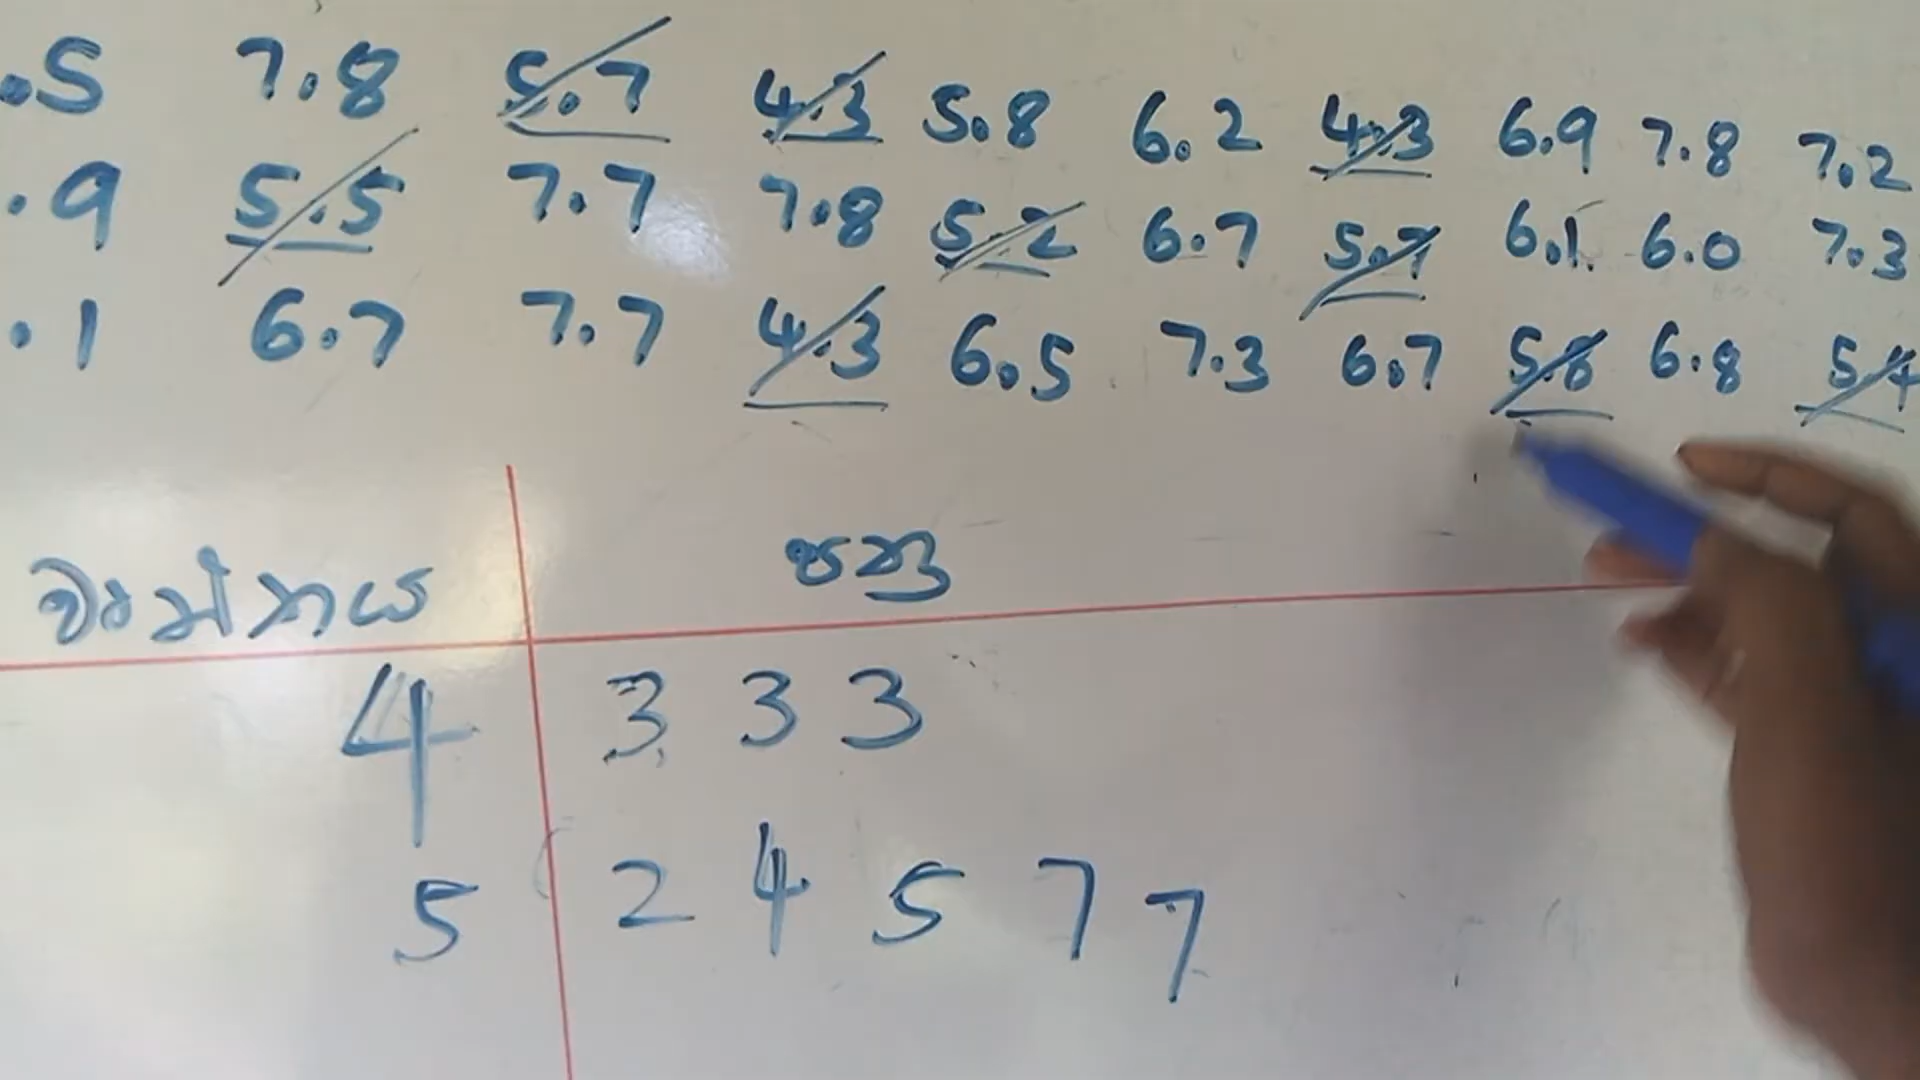 .5 7.8 5.7 4.3 5.8 6.2 4.3 6.9 7.8 7.2
.9 5.5 7.7 7.8 5.2 6.7 5.7 6.1 6.0 7.3
.1 6.7 7.7 4.3 6.5 7.3 6.7 5.8 6.8 5.4
4 3 3 3
5 2 4 5 7 7